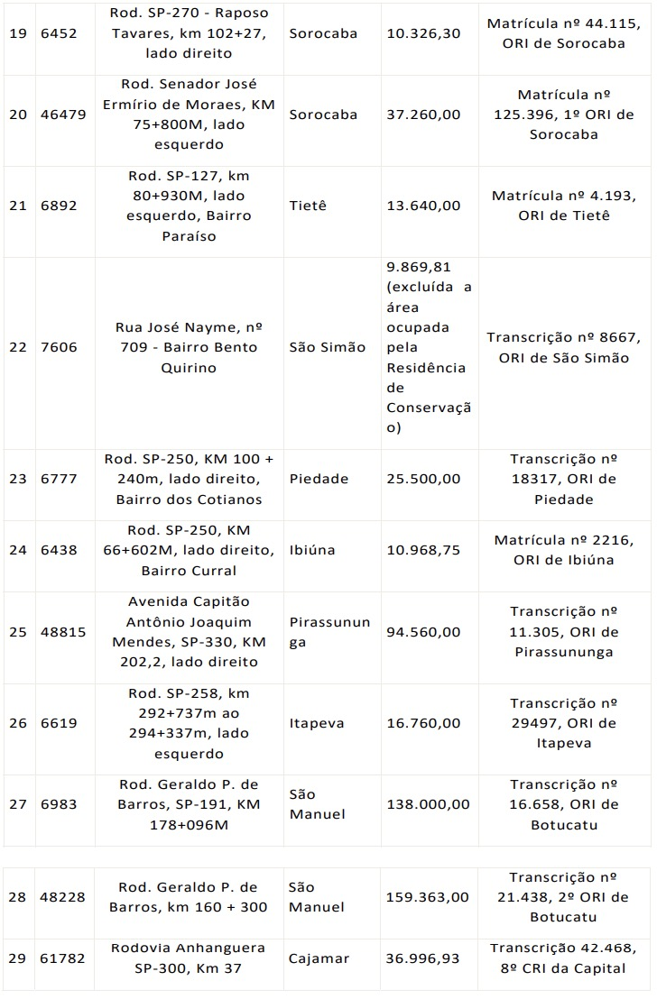 19 6452 Rod. SP-270 - Raposo Tavares, km 102+27, lado direito Sorocaba 10.326,30 Matrícula nº 44.115, ORI de Sorocaba
20 46479 Rod. Senador José Ermírio de Moraes, KM 75+800M, lado esquerdo Sorocaba 37.260,00 Matrícula nº 125.396, 1º ORI de Sorocaba
21 6892 Rod. SP-127, km 80+930M, lado esquerdo, Bairro Paraíso Tietê 13.640,00 Matrícula nº 4.193, ORI de Tietê
22 7606 Rua José Nayme, nº 709 - Bairro Bento Quirino São Simão 9.869,81 (excluída a área ocupada pela Residência de Conservação) Transcrição nº 8667, ORI de São Simão
23 6777 Rod. SP-250, KM 100 + 240m, lado direito, Bairro dos Cotianos Piedade 25.500,00 Transcrição nº 18317, ORI de Piedade
24 6438 Rod. SP-250, KM 66+602M, lado direito, Bairro Curral Ibiúna 10.968,75 Matrícula nº 2216, ORI de Ibiúna
25 48815 Avenida Capitão Antônio Joaquim Mendes, SP-330, KM 202,2, lado direito Pirassununga 94.560,00 Transcrição nº 11.305, ORI de Pirassununga
26 6619 Rod. SP-258, km 292+737m ao 294+337m, lado esquerdo Itapeva 16.760,00 Transcrição nº 29497, ORI de Itapeva
27 6983 Rod. Geraldo P. de Barros, SP-191, KM 178+096M São Manuel 138.000,00 Transcrição nº 16.658, ORI de Botucatu
28 48228 Rod. Geraldo P. de Barros, km 160 + 300 São Manuel 159.363,00 Transcrição nº 21.438, 2º ORI de Botucatu
29 61782 Rodovia Anhanguera SP-300, Km 37 Cajamar 36.996,93 Transcrição 42.468, 8º CRI da Capital